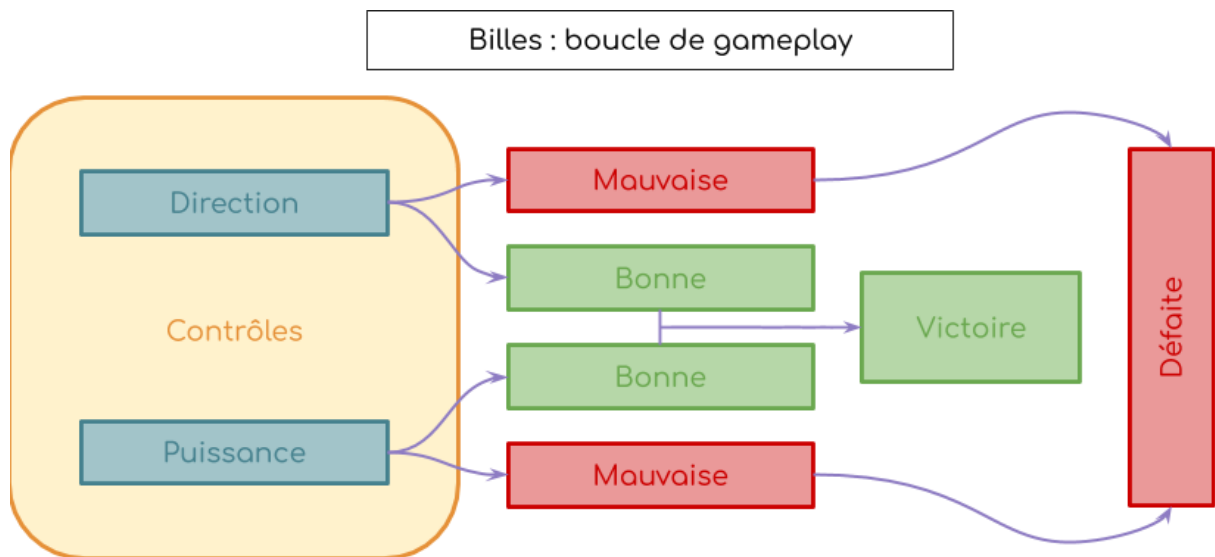 Billes : boucle de gameplay
Direction
Contrôles
Puissance
Mauvaise
Bonne
Bonne
Mauvaise
Victoire
Défaite